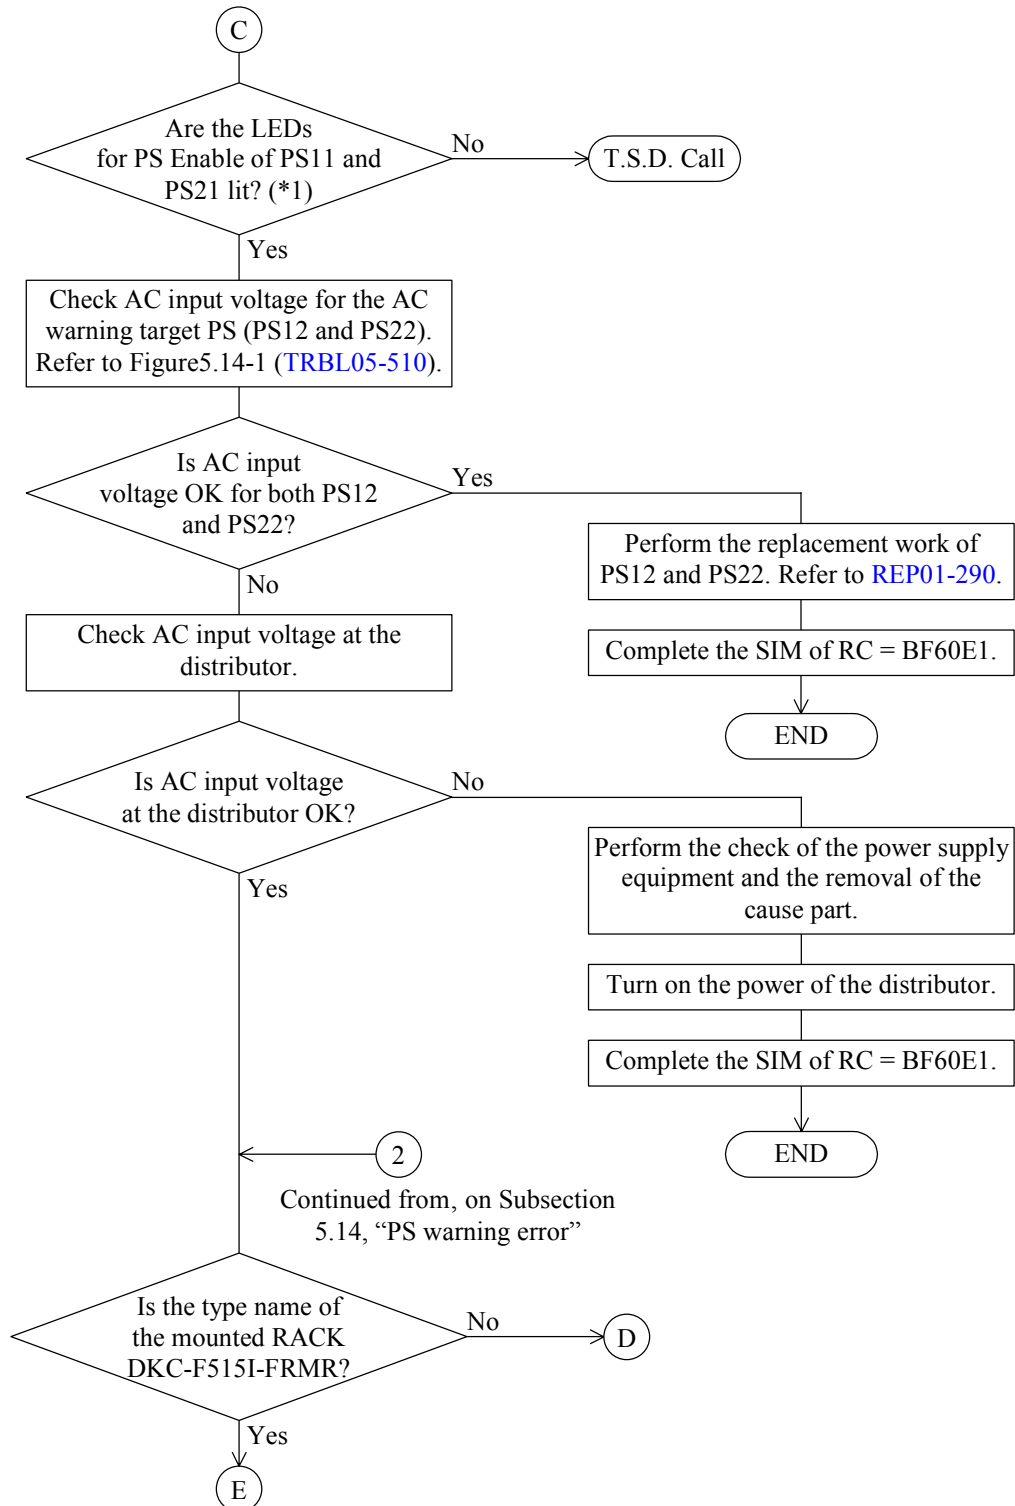 C
Are the LEDs
for PS Enable of PS11 and
PS21 lit? (*1)
No
T.S.D. Call
Yes
Check AC input voltage for the AC
warning target PS (PS12 and PS22).
Refer to Figure5.14-1 (TRBL05-510).
Is AC input
voltage OK for both PS12
and PS22?
Yes
Perform the replacement work of
PS12 and PS22. Refer to REP01-290.
Complete the SIM of RC = BF60E1.
END
No
Check AC input voltage at the
distributor.
Is AC input voltage
at the distributor OK?
No
Perform the check of the power supply
equipment and the removal of the
cause part.
Turn on the power of the distributor.
Complete the SIM of RC = BF60E1.
END
Yes
2
Continued from, on Subsection
5.14, “PS warning error”
Is the type name of
the mounted RACK
DKC-F515I-FRMR?
No
D
Yes
E